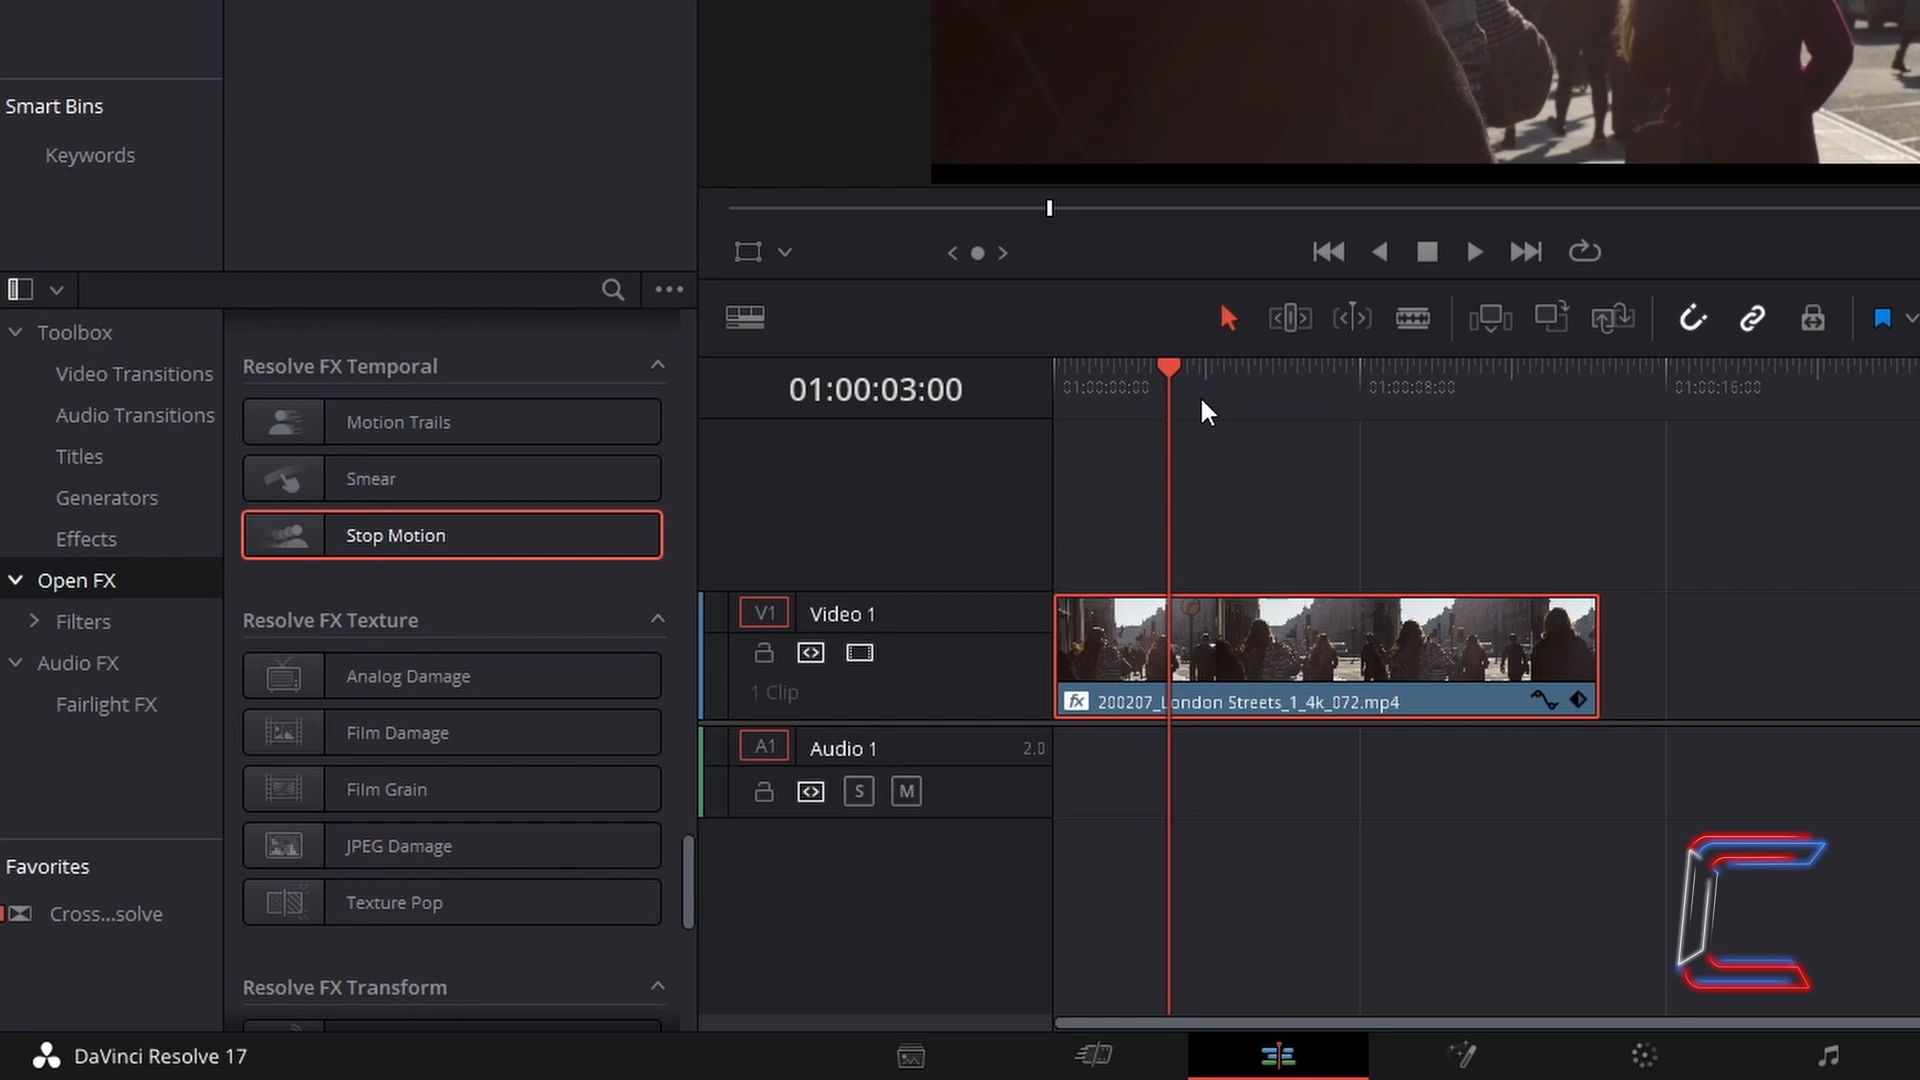 Smart Bins
Keywords
Toolbox
Video Transitions
Audio Transitions
Titles
Generators
Effects
Open FX
Filters
Audio FX
Fairlight FX
Favorites
Cross...solve
Resolve FX Temporal
Motion Trails
Smear
Stop Motion
Resolve FX Texture
Analog Damage
Film Damage
Film Grain
JPEG Damage
Texture Pop
Resolve FX Transform
01:00:03:00
01:00:00:00
01:00:08:00
01:00:16:00
V1 Video 1
1 Clip
fx 200207_London Streets_1_4k_072.mp4
A1 Audio 1 2.0
S M
DaVinci Resolve 17